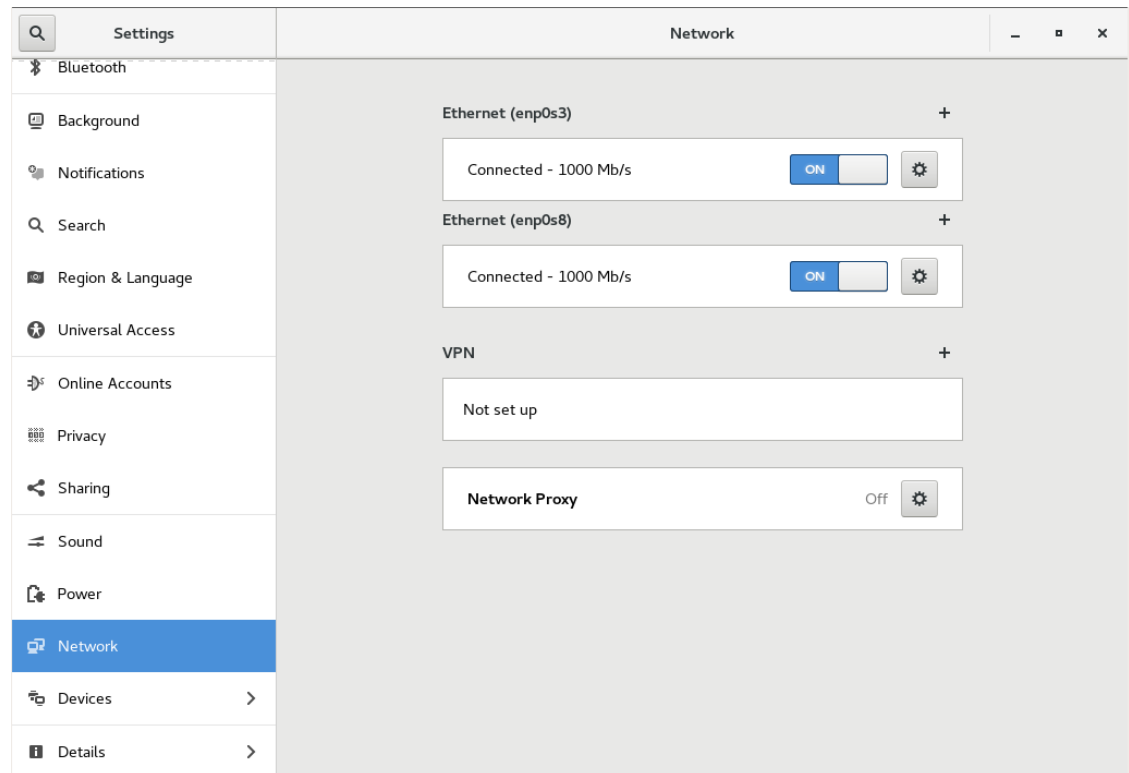 Settings
Network
Bluetooth
Background
Notifications
Search
Region & Language
Universal Access
Online Accounts
Privacy
Sharing
Sound
Power
Network
Devices
Details
Ethernet (enp0s3)
Connected - 1000 Mb/s ON
Ethernet (enp0s8)
Connected - 1000 Mb/s ON
VPN
Not set up
Network Proxy Off